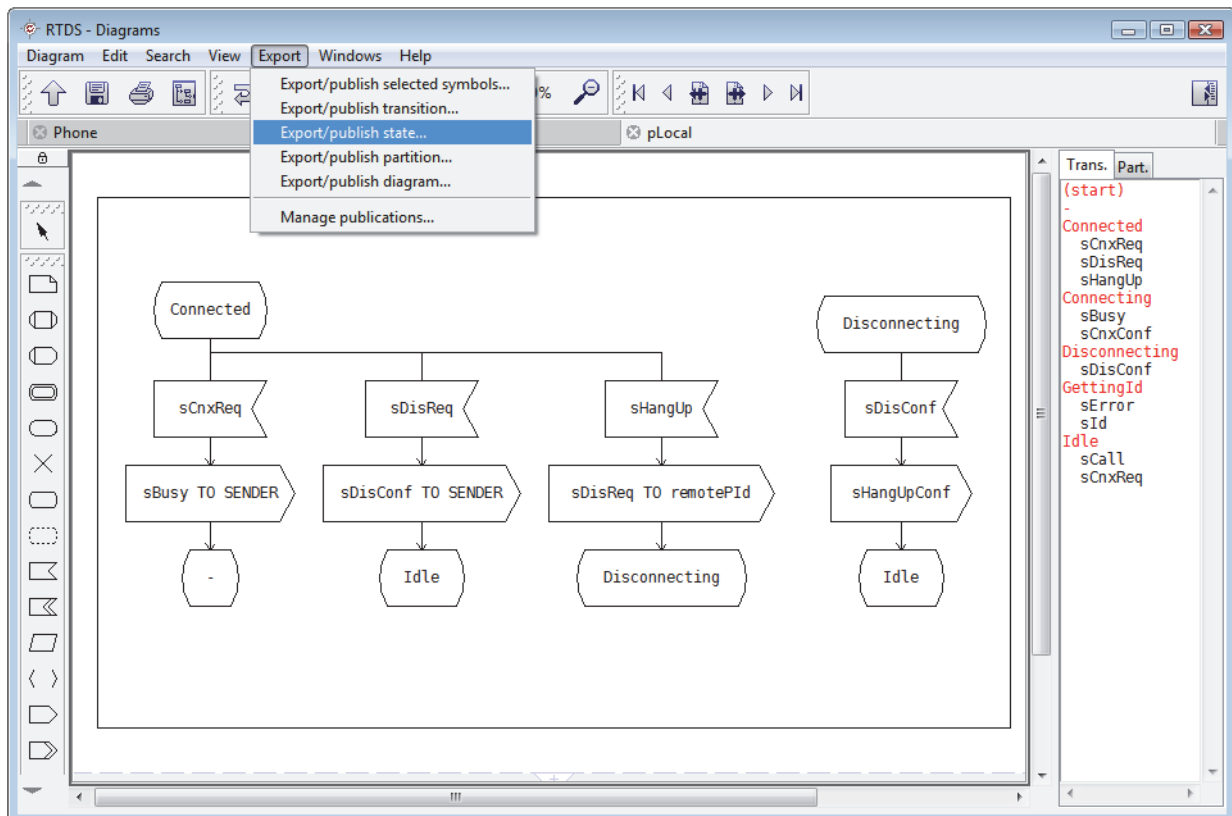 RTDS - Diagrams
Diagram Edit Search View Export Windows Help
Export/publish selected symbols...
Export/publish transition...
Export/publish state...
Export/publish partition...
Export/publish diagram...
Manage publications...
%
Phone
pLocal
Trans. Part.
(start)
-
Connected
sCnxReq
sDisReq
sHangUp
Connecting
sBusy
sCnxConf
Disconnecting
sDisConf
GettingId
sError
sId
Idle
sCall
sCnxReq
Connected
Disconnecting
sCnxReq
sDisReq
sHangUp
sDisConf
sBusy TO SENDER
sDisConf TO SENDER
sDisReq TO remotePId
sHangUpConf
-
Idle
Disconnecting
Idle